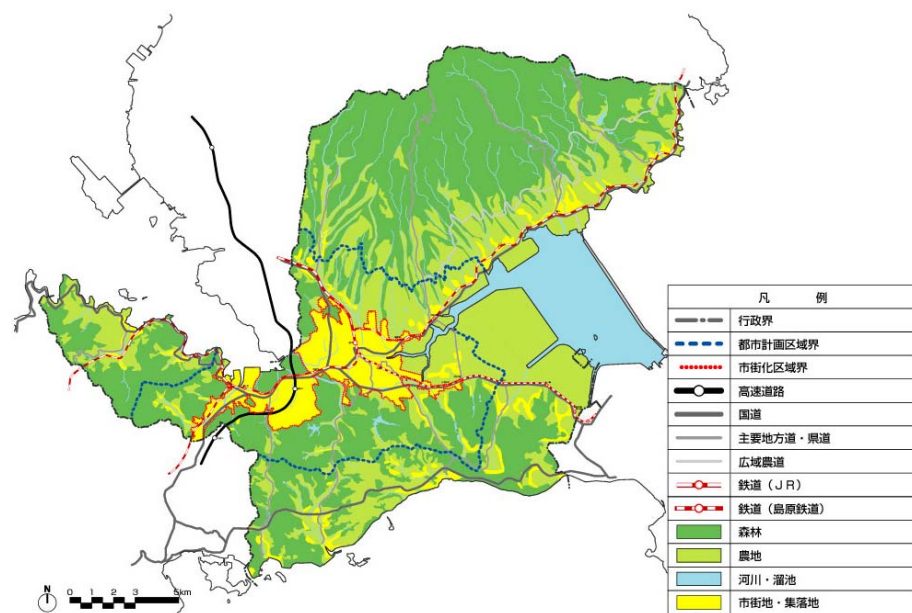 凡 例
行政界
都市計画区域界
市街化区域界
高速道路
国道
主要地方道・県道
広域農道
鉄道（ＪＲ）
鉄道（島原鉄道）
森林
農地
河川・溜池
市街地・集落地
N
0 1 2 3 5km